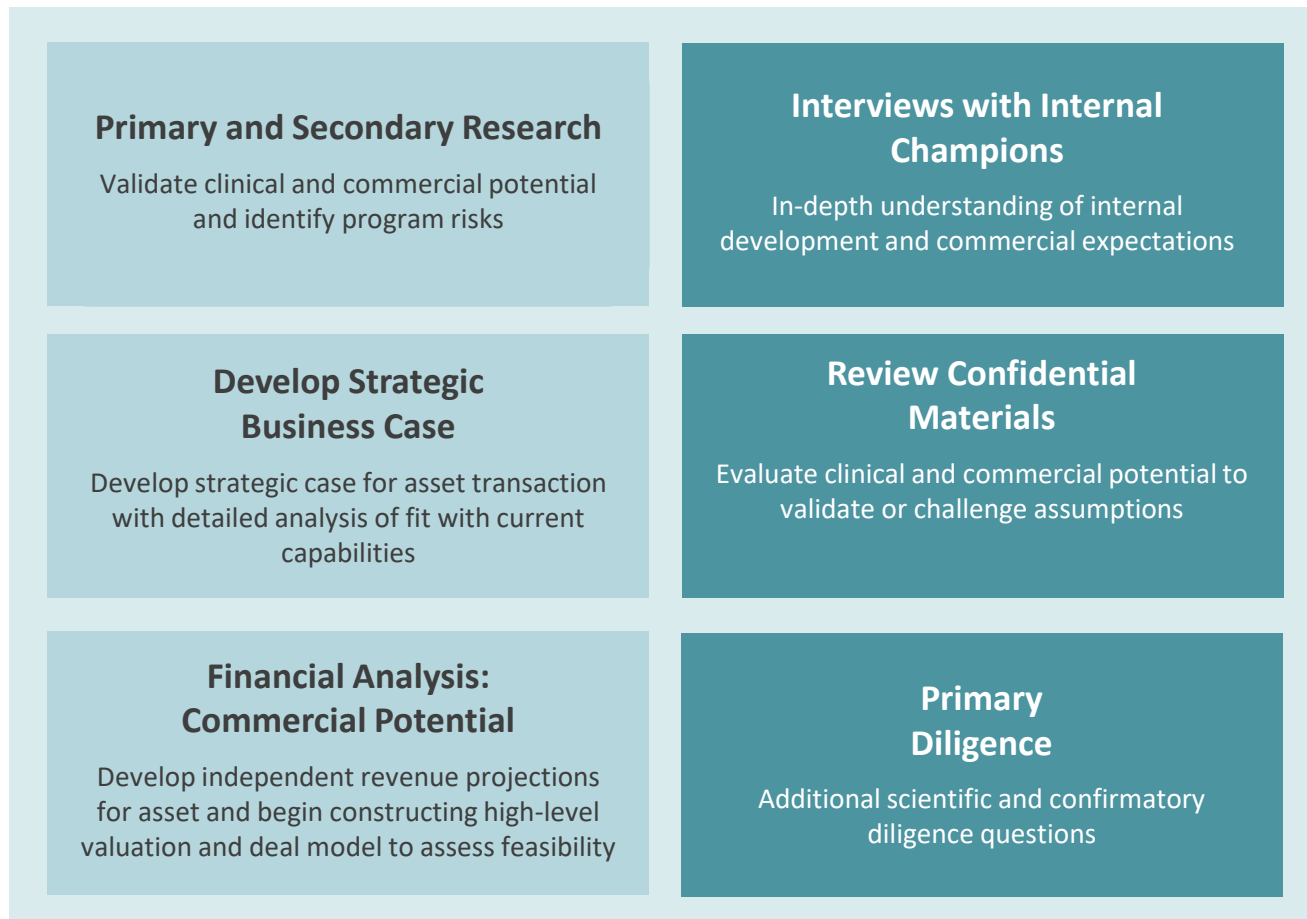 Primary and Secondary Research
Validate clinical and commercial potential
and identify program risks
Interviews with Internal
Champions
In-depth understanding of internal
development and commercial expectations
Develop Strategic
Business Case
Develop strategic case for asset transaction
with detailed analysis of fit with current
capabilities
Review Confidential
Materials
Evaluate clinical and commercial potential to
validate or challenge assumptions
Financial Analysis:
Commercial Potential
Develop independent revenue projections
for asset and begin constructing high-level
valuation and deal model to assess feasibility
Primary
Diligence
Additional scientific and confirmatory
diligence questions